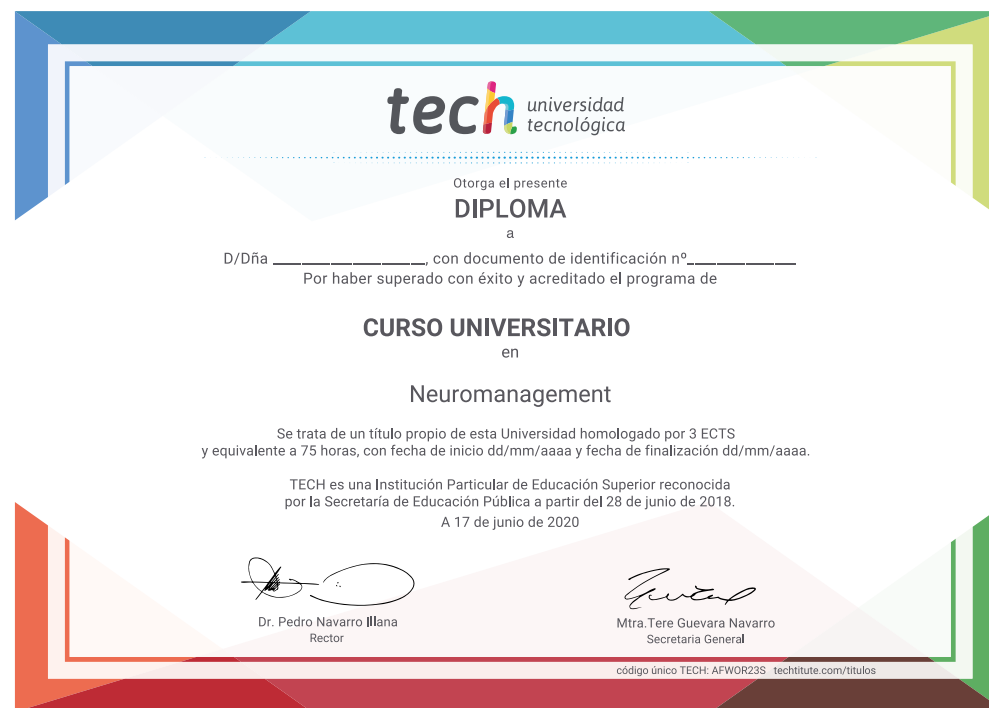 tech universidad
tecnológica
Otorga el presente
DIPLOMA
a
D/Dña ________________, con documento de identificación nº____________
Por haber superado con éxito y acreditado el programa de
CURSO UNIVERSITARIO
en
Neuromanagement
Se trata de un título propio de esta Universidad homologado por 3 ECTS
y equivalente a 75 horas, con fecha de inicio dd/mm/aaaa y fecha de finalización dd/mm/aaaa.
TECH es una Institución Particular de Educación Superior reconocida
por la Secretaría de Educación Pública a partir del 28 de junio de 2018.
A 17 de junio de 2020
Dr. Pedro Navarro Illana
Rector
Mtra.Tere Guevara Navarro
Secretaria General
código único TECH: AFWOR23S techtitute.com/titulos